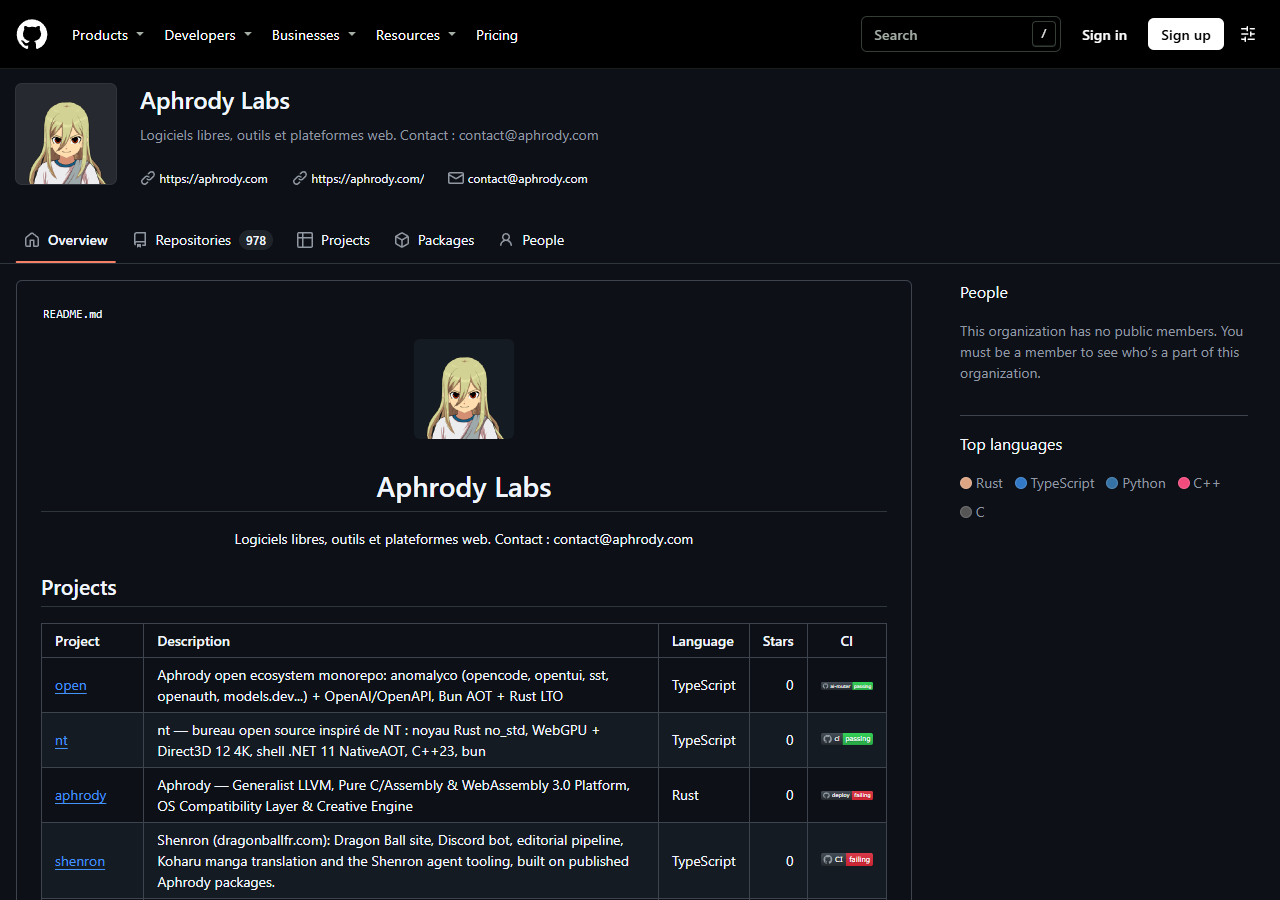 Products Developers Businesses Resources Pricing Search / Sign in Sign up
Aphrody Labs
Logiciels libres, outils et plateformes web. Contact : contact@aphrody.com
https://aphrody.com https://aphrody.com/ contact@aphrody.com
Overview Repositories 978 Projects Packages People
README.md
Aphrody Labs
Logiciels libres, outils et plateformes web. Contact : contact@aphrody.com
Projects
Project Description Language Stars CI
open Aphrody open ecosystem monorepo: anomalyco (opencode, opentui, sst, openauth, models.dev...) + OpenAI/OpenAPI, Bun AOT + Rust LTO TypeScript 0 ai-router passing
nt nt — bureau open source inspiré de NT : noyau Rust no_std, WebGPU + Direct3D 12 4K, shell .NET 11 NativeAOT, C++23, bun TypeScript 0 ci passing
aphrody Aphrody — Generalist LLVM, Pure C/Assembly & WebAssembly 3.0 Platform, OS Compatibility Layer & Creative Engine Rust 0 deploy failing
shenron Shenron (dragonballfr.com): Dragon Ball site, Discord bot, editorial pipeline, Koharu manga translation and the Shenron agent tooling, built on published Aphrody packages. TypeScript 0 CI failing
People
This organization has no public members. You
must be a member to see who's a part of this
organization.
Top languages
Rust TypeScript Python C++
C